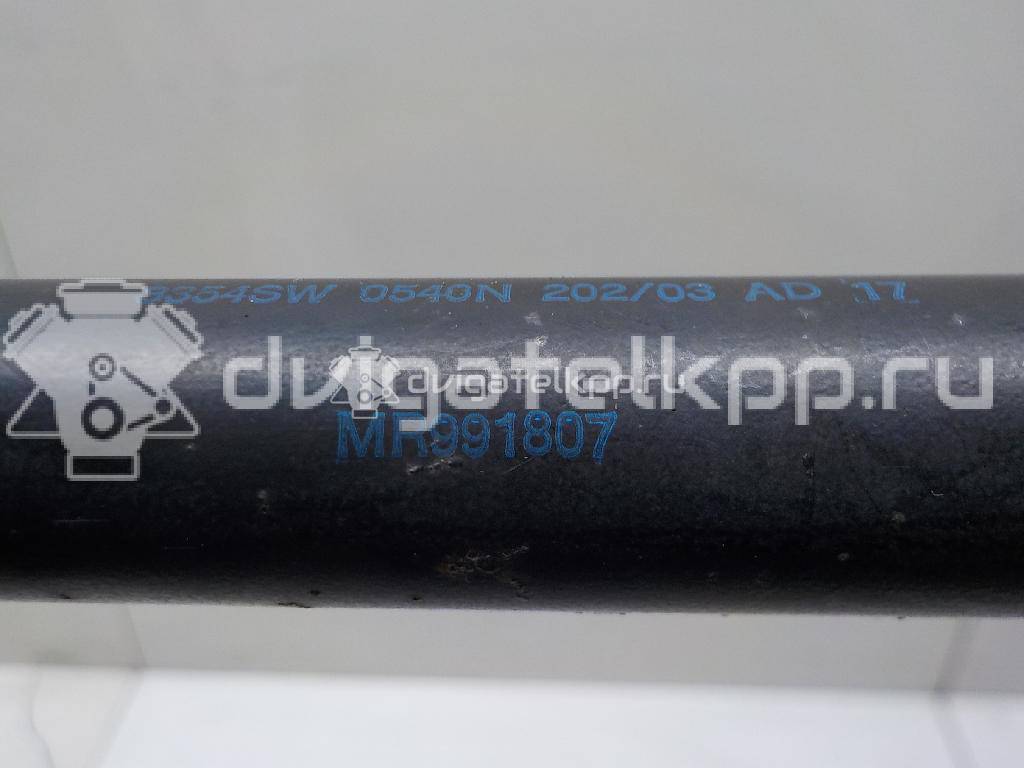 0540N 202/03 AD 17
dvigatelkpp.ru
dvigatelkpp.ru
MR991807